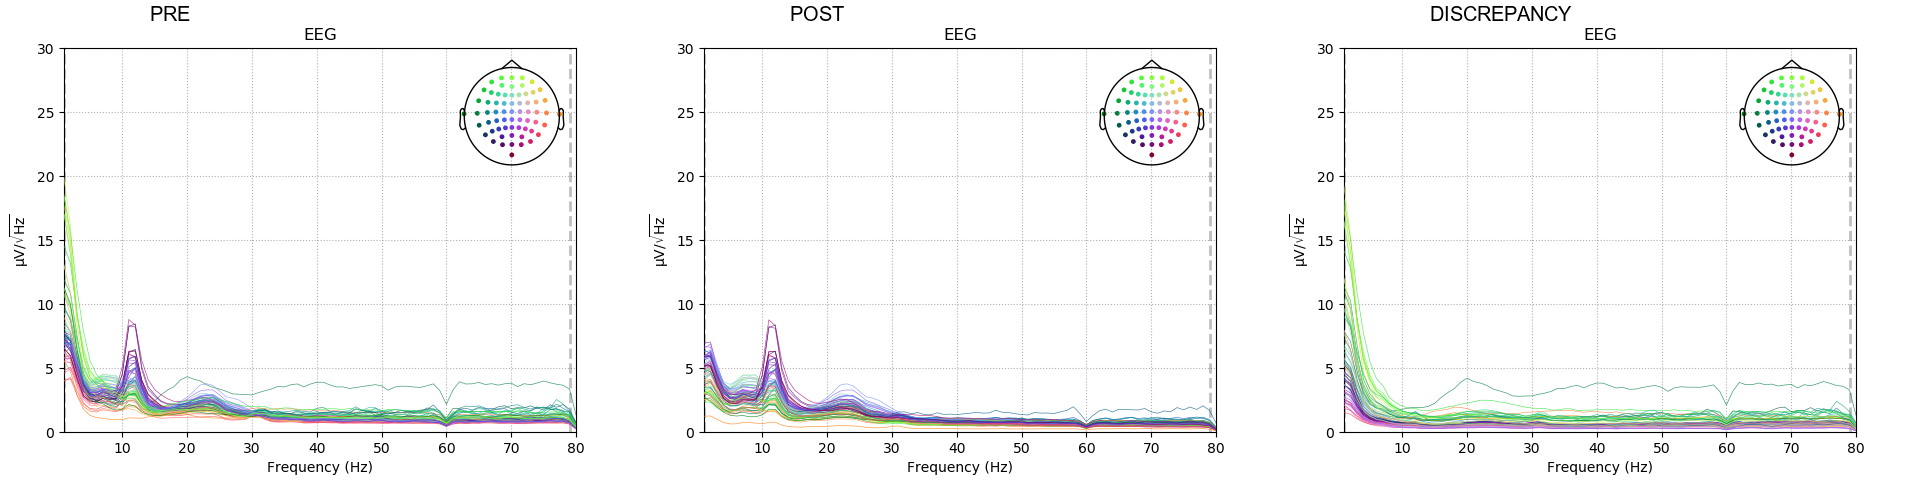 PRE POST DISCREPANCY
EEG EEG EEG
30 30 30
25 25 25
20 20 20
15 15 15
10 10 10
5 5 5
0 0 0
µV/√Hz µV/√Hz µV/√Hz
10 20 30 40 50 60 70 80 10 20 30 40 50 60 70 80 10 20 30 40 50 60 70 80
Frequency (Hz) Frequency (Hz) Frequency (Hz)